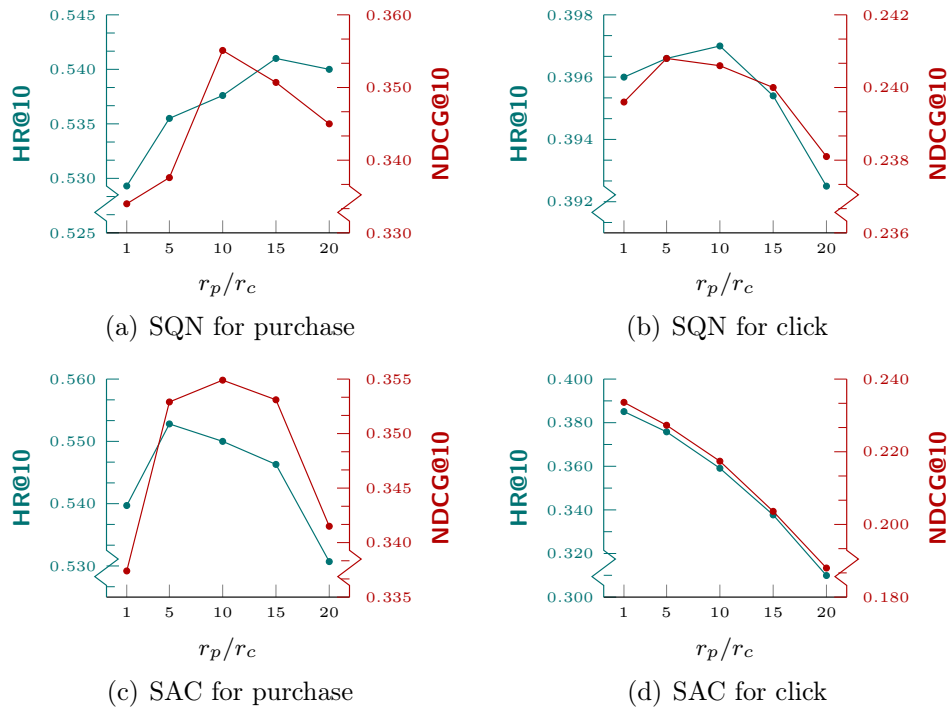 0.545
0.540
0.535
0.530
0.525
HR@10
0.360
0.350
0.340
0.330
NDCG@10
1 5 10 15 20
r_p/r_c
(a) SQN for purchase
0.398
0.396
0.394
0.392
HR@10
0.242
0.240
0.238
0.236
NDCG@10
1 5 10 15 20
r_p/r_c
(b) SQN for click
0.560
0.550
0.540
0.530
HR@10
0.355
0.350
0.345
0.340
0.335
NDCG@10
1 5 10 15 20
r_p/r_c
(c) SAC for purchase
0.400
0.380
0.360
0.340
0.320
0.300
HR@10
0.240
0.220
0.200
0.180
NDCG@10
1 5 10 15 20
r_p/r_c
(d) SAC for click